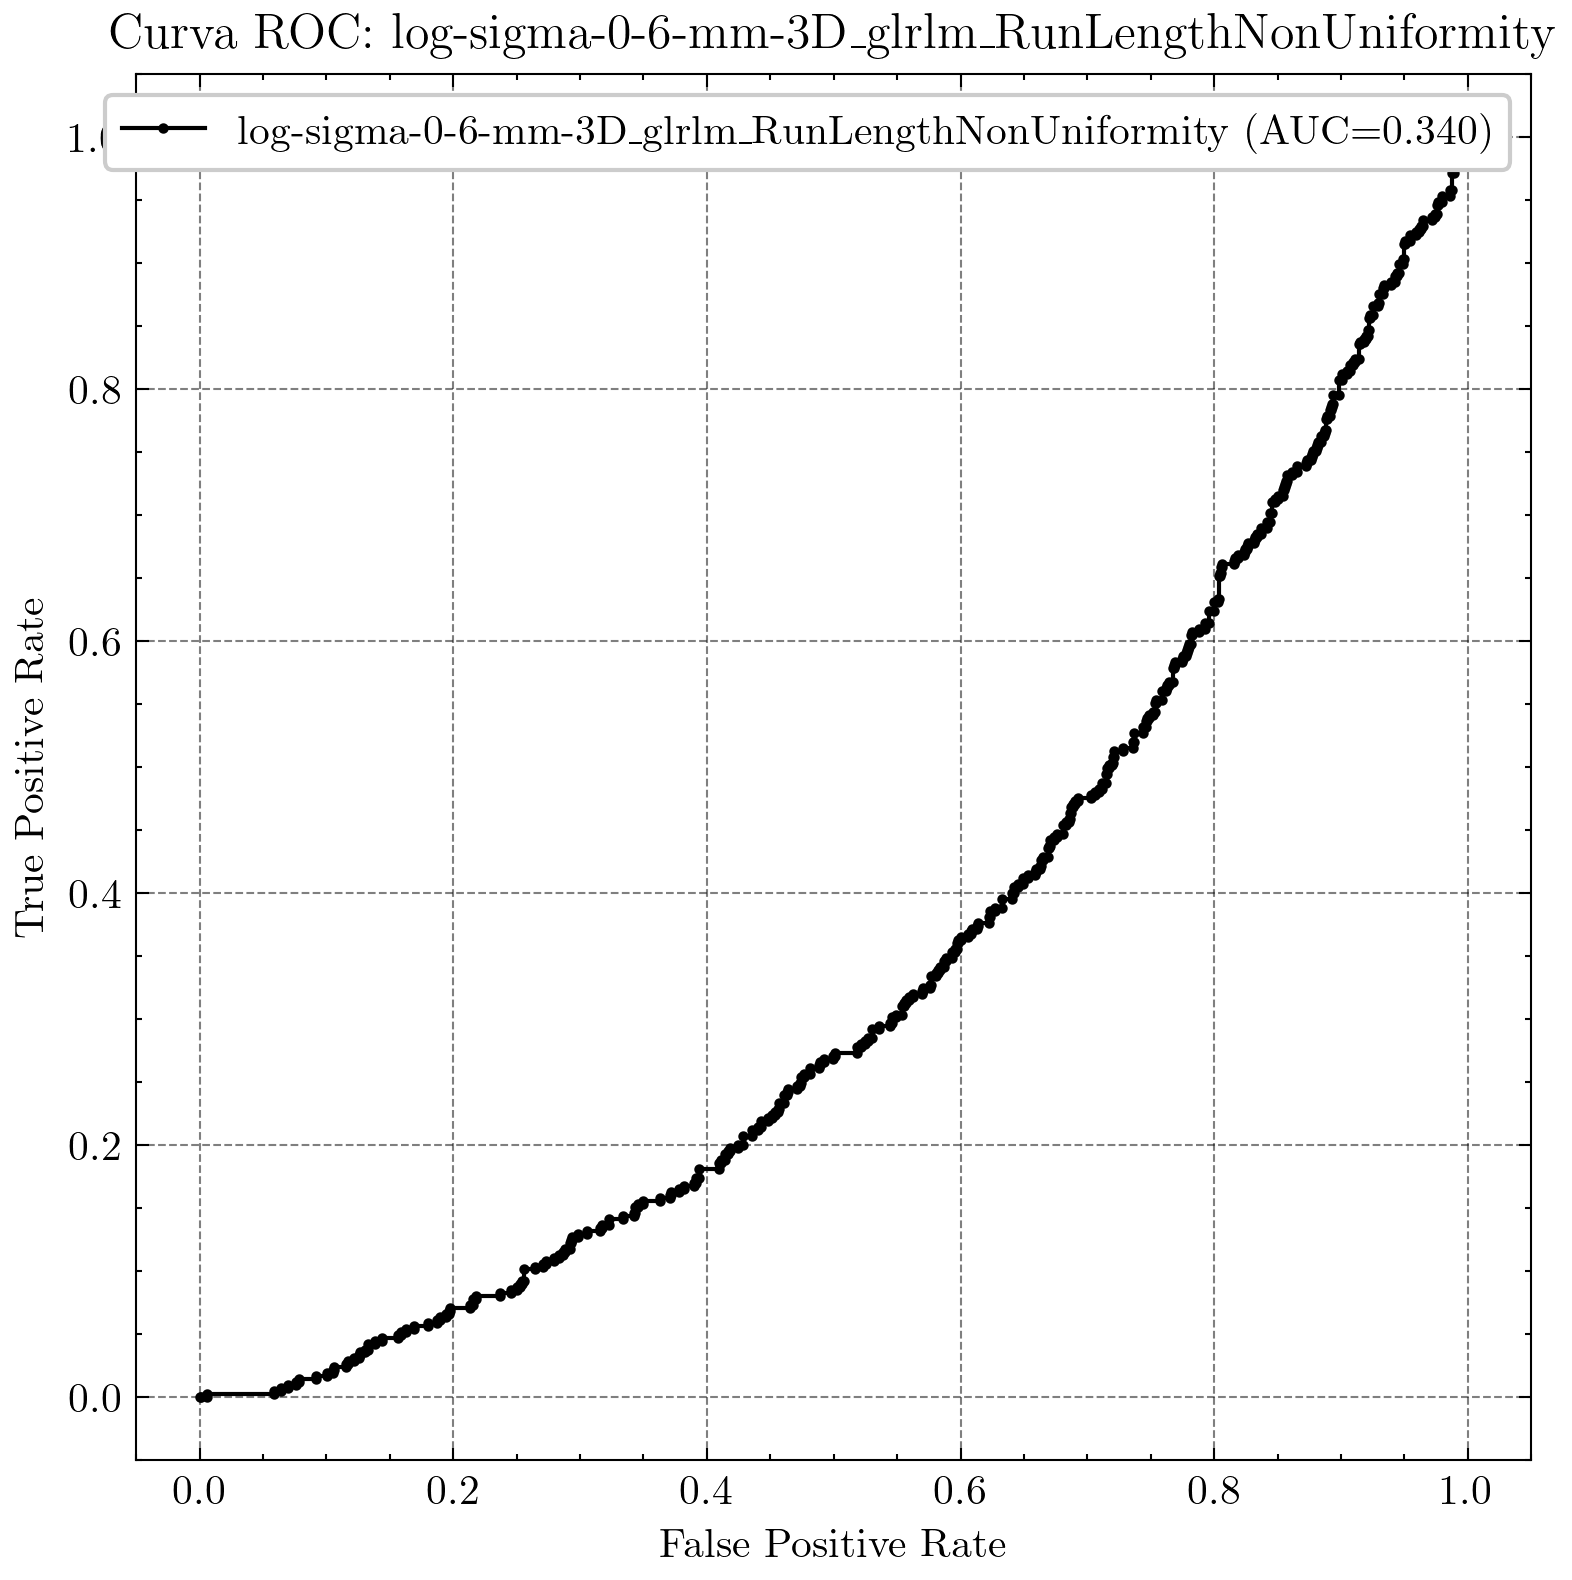 Curva ROC: log-sigma-0-6-mm-3D_glrlm_RunLengthNonUniformity
log-sigma-0-6-mm-3D_glrlm_RunLengthNonUniformity (AUC=0.340)
0.8
0.6
0.4
0.2
0.0
True Positive Rate
0.0 0.2 0.4 0.6 0.8 1.0
False Positive Rate